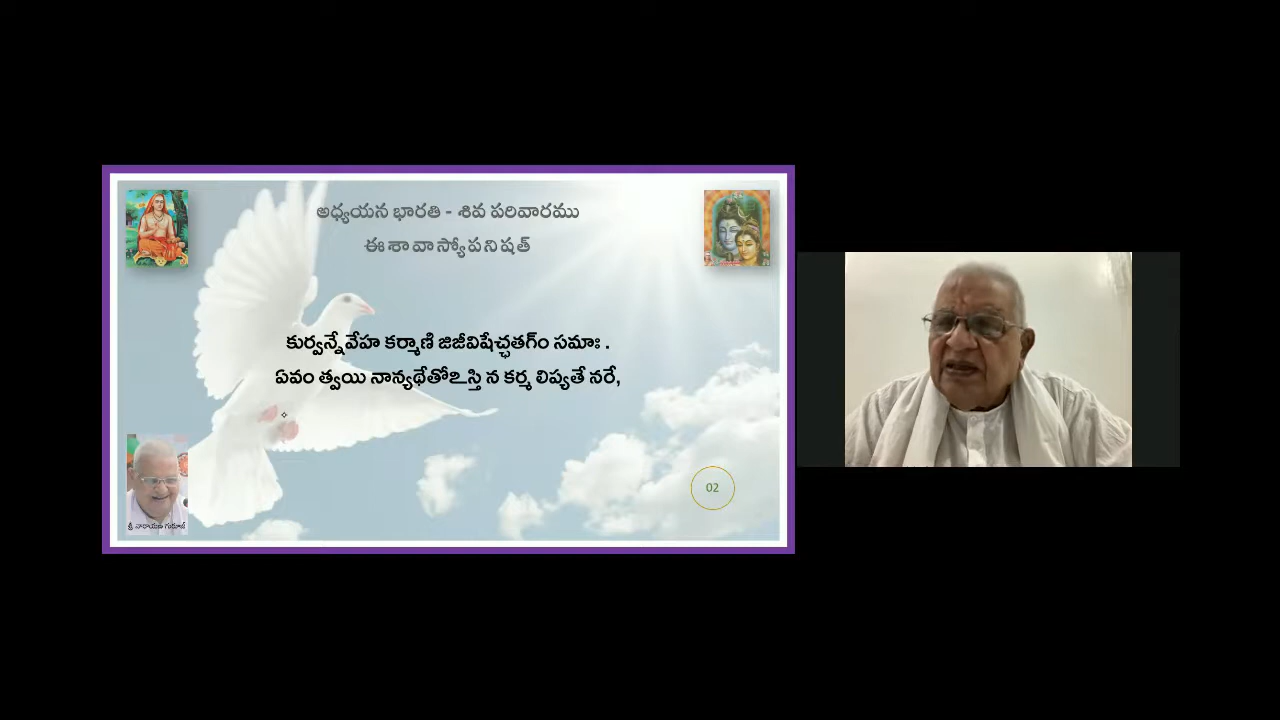 అధ్యయన భారతి - శివ పరివారము
ఈశావాస్యోపనిషత్
కుర్వన్నేవేహ కర్మాణి జిజీవిషేచ్ఛతగ్ం సమాః .
ఏవం త్వయి నాన్యథేతోఽస్తి న కర్మ లిప్యతే నరే,
02
శ్రీ నారాయణ గురూజీ